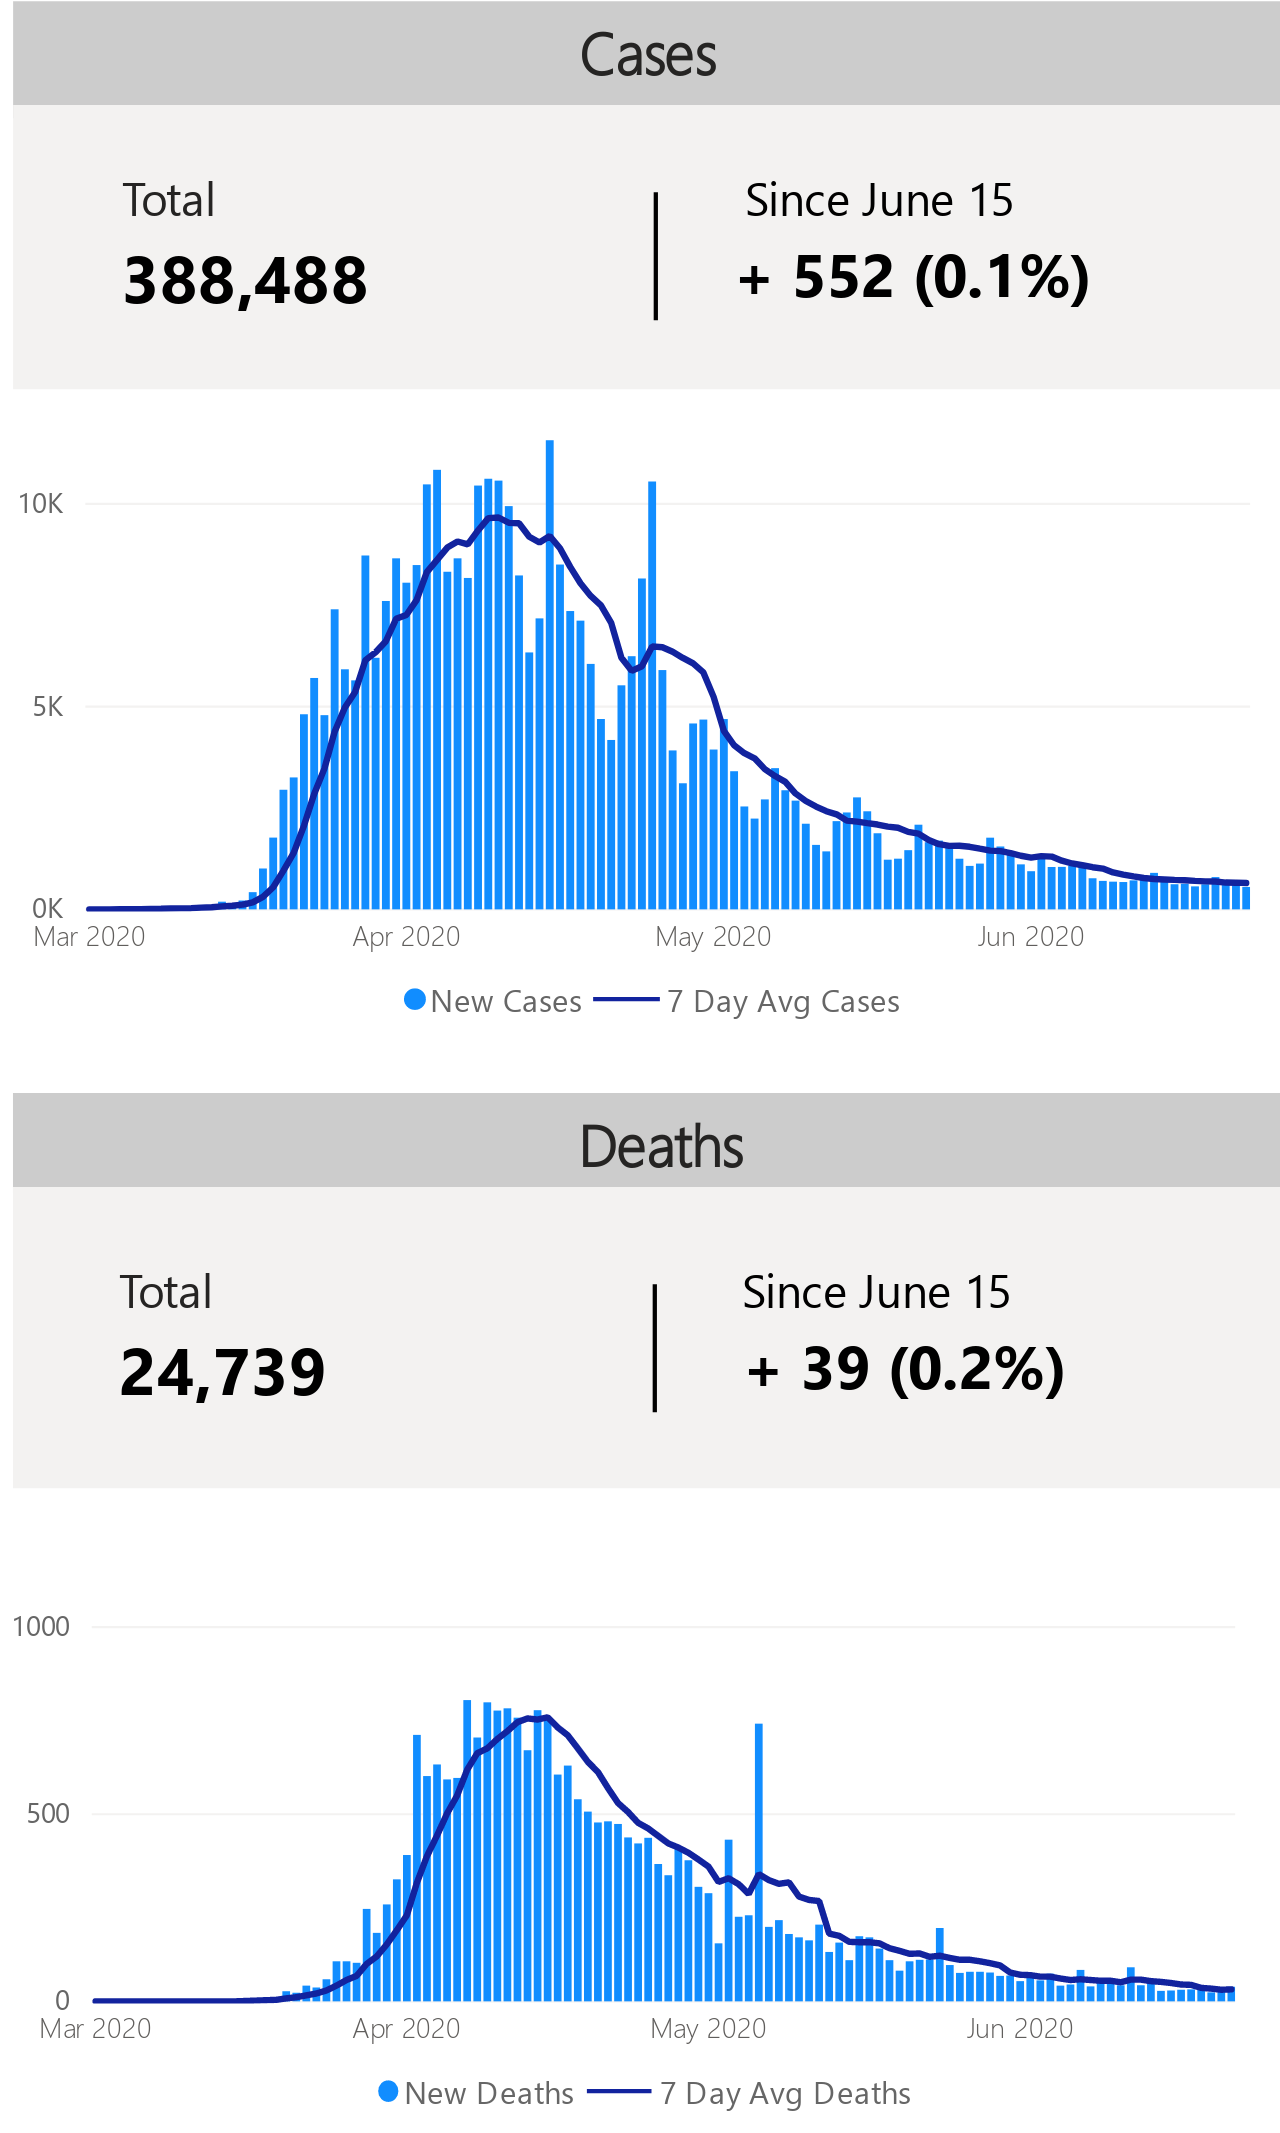 Cases
Total
Since June 15
388,488
+ 552 (0.1%)
10K
5K
0K
Mar 2020
Apr 2020
May 2020
Jun 2020
New Cases
7 Day Avg Cases
Deaths
Total
Since June 15
24,739
+ 39 (0.2%)
1000
500
0
Mar 2020
Apr 2020
May 2020
Jun 2020
New Deaths
7 Day Avg Deaths